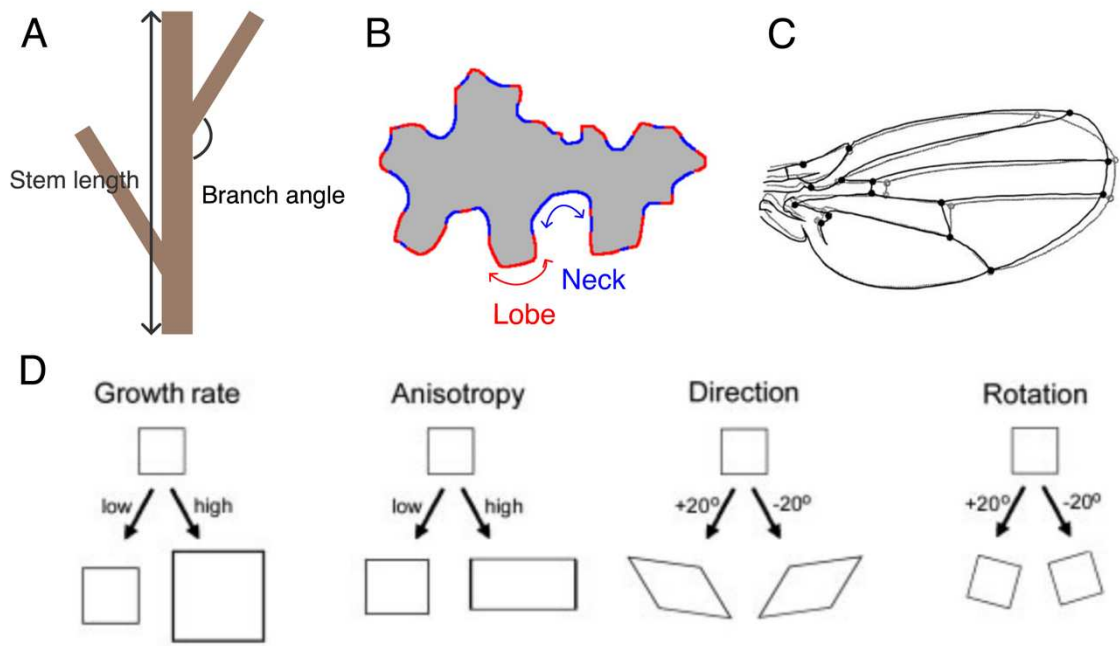 A
B
C
Stem length
Branch angle
Neck
Lobe
D
Growth rate
Anisotropy
Direction
Rotation
low
high
low
high
+20º
-20º
+20º
-20º